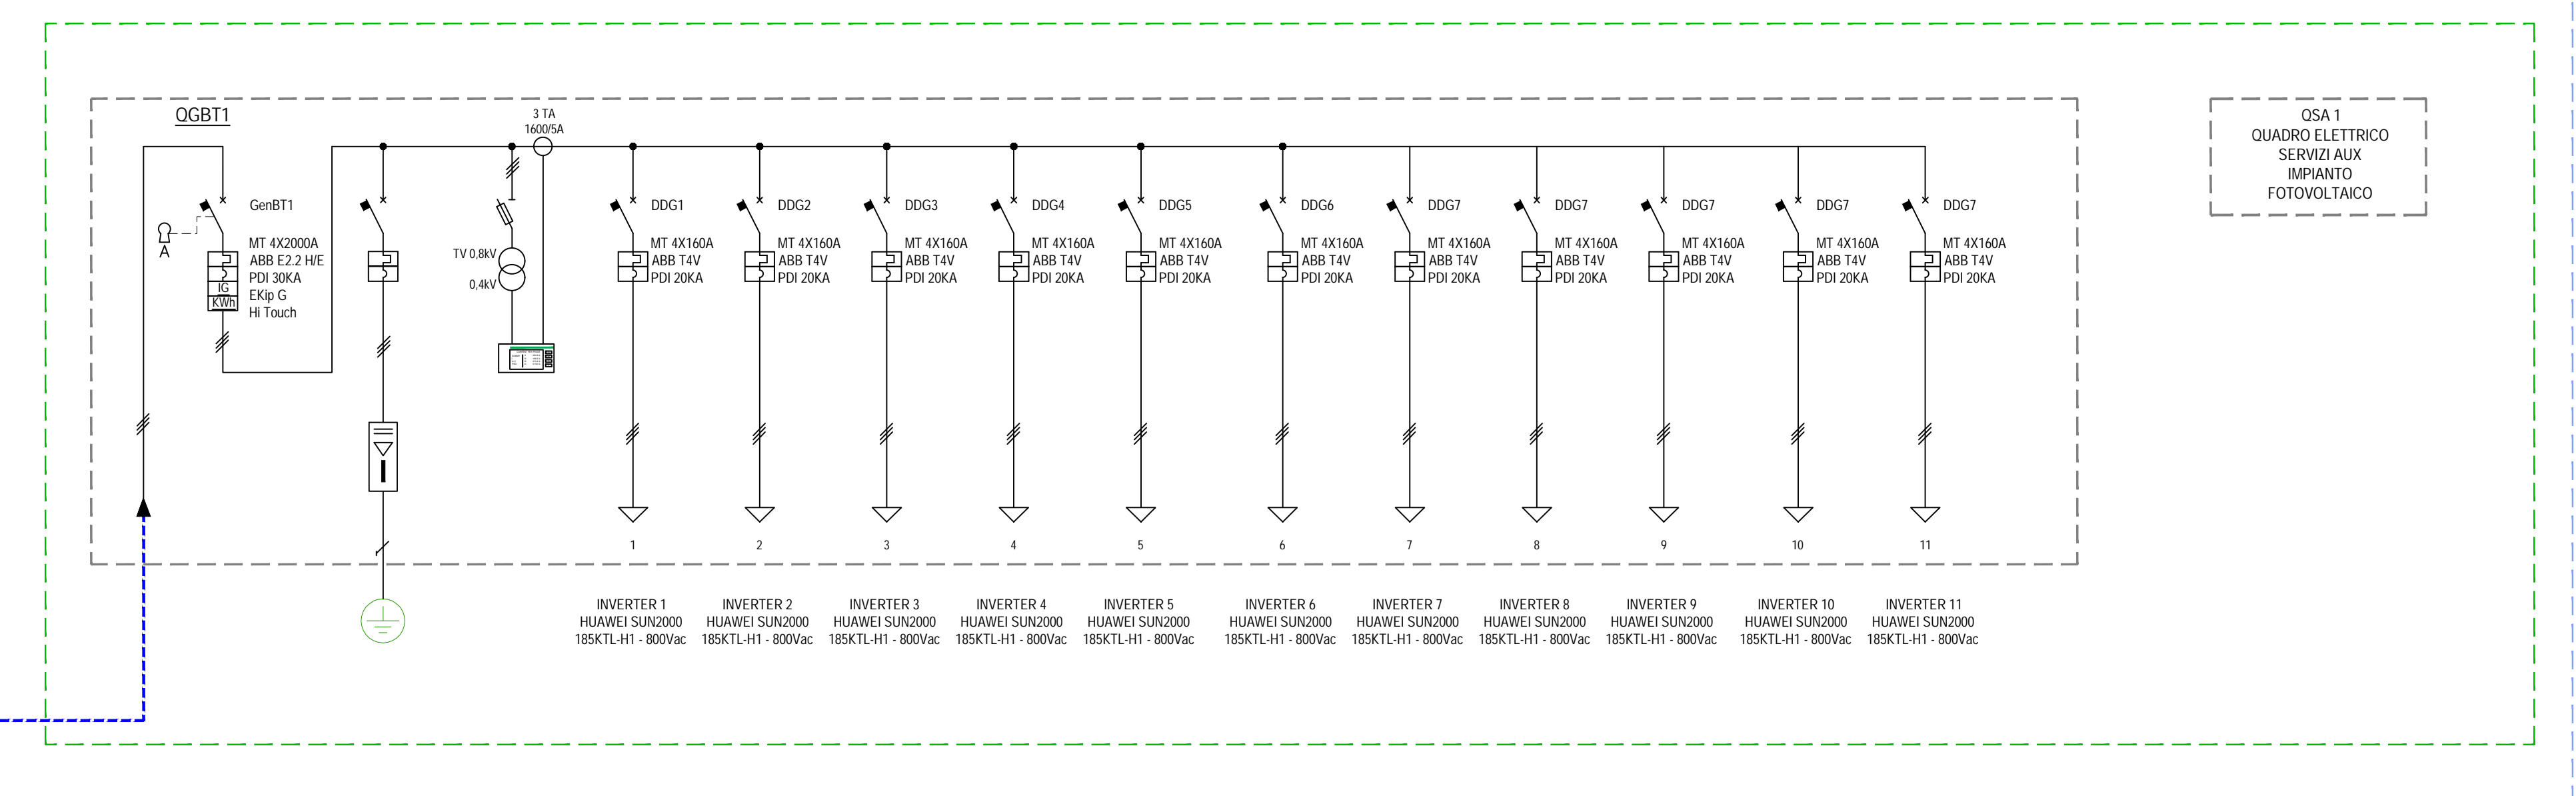 QGBT1
3 TA
1600/5A
QSA 1
QUADRO ELETTRICO
SERVIZI AUX
IMPIANTO
FOTOVOLTAICO
A
GenBT1
MT 4X2000A
ABB E2.2 H/E
PDI 30KA
EKip G
Hi Touch
IG
KWh
TV 0,8kV
0,4kV
DDG1
MT 4X160A
ABB T4V
PDI 20KA
DDG2
MT 4X160A
ABB T4V
PDI 20KA
DDG3
MT 4X160A
ABB T4V
PDI 20KA
DDG4
MT 4X160A
ABB T4V
PDI 20KA
DDG5
MT 4X160A
ABB T4V
PDI 20KA
DDG6
MT 4X160A
ABB T4V
PDI 20KA
DDG7
MT 4X160A
ABB T4V
PDI 20KA
DDG7
MT 4X160A
ABB T4V
PDI 20KA
DDG7
MT 4X160A
ABB T4V
PDI 20KA
DDG7
MT 4X160A
ABB T4V
PDI 20KA
DDG7
MT 4X160A
ABB T4V
PDI 20KA
1
2
3
4
5
6
7
8
9
10
11
INVERTER 1
HUAWEI SUN2000
185KTL-H1 - 800Vac
INVERTER 2
HUAWEI SUN2000
185KTL-H1 - 800Vac
INVERTER 3
HUAWEI SUN2000
185KTL-H1 - 800Vac
INVERTER 4
HUAWEI SUN2000
185KTL-H1 - 800Vac
INVERTER 5
HUAWEI SUN2000
185KTL-H1 - 800Vac
INVERTER 6
HUAWEI SUN2000
185KTL-H1 - 800Vac
INVERTER 7
HUAWEI SUN2000
185KTL-H1 - 800Vac
INVERTER 8
HUAWEI SUN2000
185KTL-H1 - 800Vac
INVERTER 9
HUAWEI SUN2000
185KTL-H1 - 800Vac
INVERTER 10
HUAWEI SUN2000
185KTL-H1 - 800Vac
INVERTER 11
HUAWEI SUN2000
185KTL-H1 - 800Vac